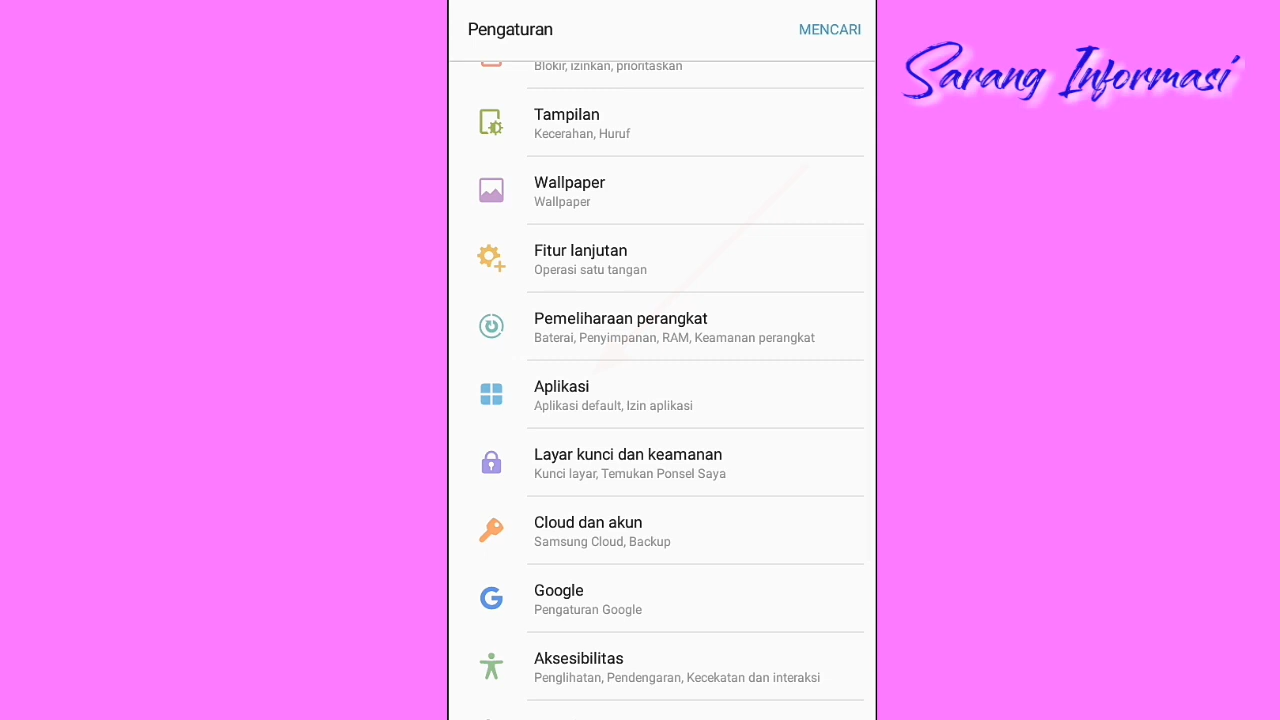 Pengaturan
MENCARI
Sarang Informasi
Blokir, izinkan, prioritaskan
Tampilan
Kecerahan, Huruf
Wallpaper
Wallpaper
Fitur lanjutan
Operasi satu tangan
Pemeliharaan perangkat
Baterai, Penyimpanan, RAM, Keamanan perangkat
Aplikasi
Aplikasi default, Izin aplikasi
Layar kunci dan keamanan
Kunci layar, Temukan Ponsel Saya
Cloud dan akun
Samsung Cloud, Backup
Google
Pengaturan Google
Aksesibilitas
Penglihatan, Pendengaran, Kecekatan dan interaksi